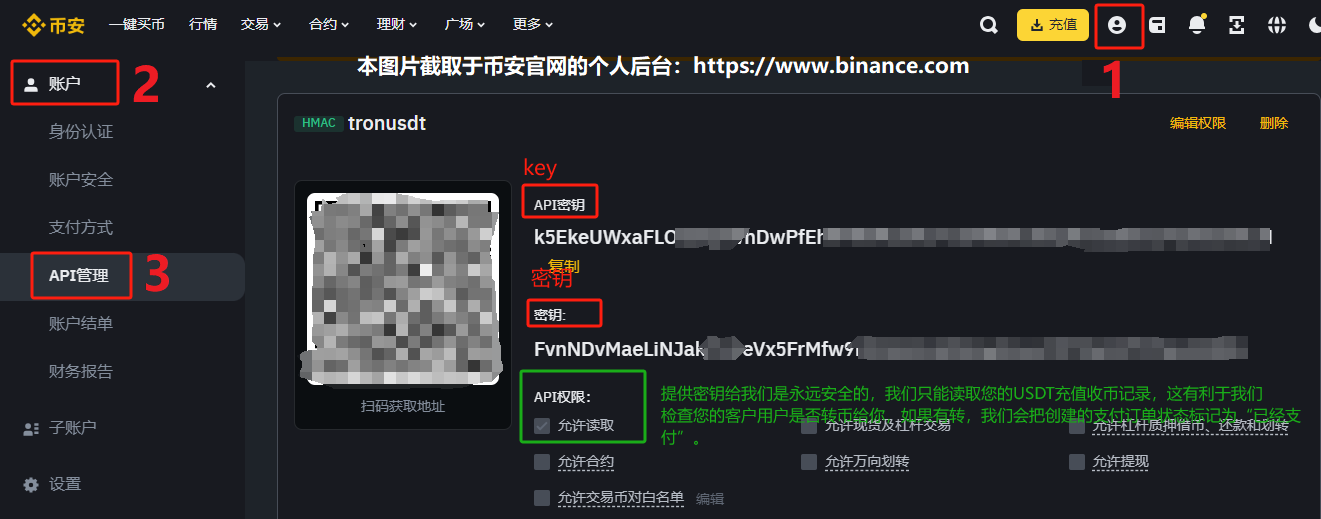 币安 一键买币 行情 交易 合约 理财 广场 更多 充值
本图片截取于币安官网的个人后台：https://www.binance.com
1
账户 2
身份认证
账户安全
支付方式
API管理 3
账户结单
财务报告
子账户
设置
HMAC tronusdt 编辑权限 删除
扫码获取地址
key
API密钥
k5EkeUWxaFLO
nDwPfEh
复制
密钥
密钥:
FvnNDvMaeLiNJak
eVx5FrMfw9
API权限:
提供密钥给我们是永远安全的，我们只能读取您的USDT充值收币记录，这有利于我们
检查您的客户用户是否转币给你，如果有转，我们会把创建的支付订单状态标记为“已经支
付”。
允许读取 允许现货及杠杆交易 允许杠杆质押借币、还款和划转
允许合约 允许万向划转 允许提现
允许交易币对白名单 编辑